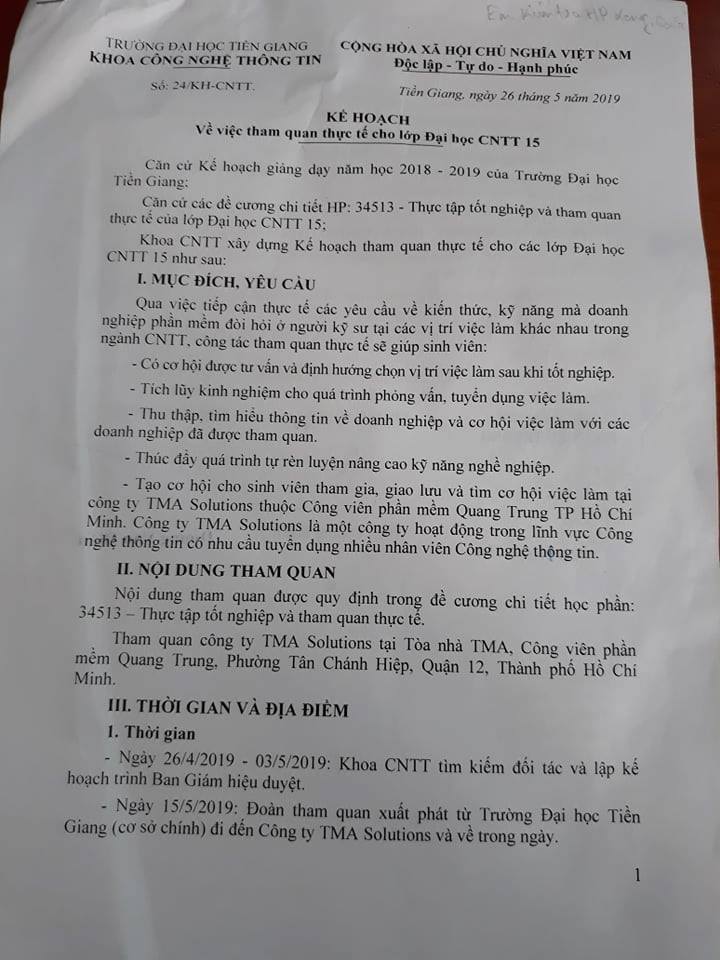 Em kiểm tra HP
TRƯỜNG ĐẠI HỌC TIỀN GIANG
KHOA CÔNG NGHỆ THÔNG TIN
Số: 24/KH-CNTT.
CỘNG HÒA XÃ HỘI CHỦ NGHĨA VIỆT NAM
Độc lập - Tự do - Hạnh phúc
Tiền Giang, ngày 26 tháng 5 năm 2019
KẾ HOẠCH
Về việc tham quan thực tế cho lớp Đại học CNTT 15
Căn cứ Kế hoạch giảng dạy năm học 2018 - 2019 của Trường Đại học
Tiền Giang;
Căn cứ các đề cương chi tiết HP: 34513 - Thực tập tốt nghiệp và tham quan
thực tế của lớp Đại học CNTT 15;
Khoa CNTT xây dựng Kế hoạch tham quan thực tế cho các lớp Đại học
CNTT 15 như sau:
I. MỤC ĐÍCH, YÊU CẦU
Qua việc tiếp cận thực tế các yêu cầu về kiến thức, kỹ năng mà doanh
nghiệp phần mềm đòi hỏi ở người kỹ sư tại các vị trí việc làm khác nhau trong
ngành CNTT, công tác tham quan thực tế sẽ giúp sinh viên:
- Có cơ hội được tư vấn và định hướng chọn vị trí việc làm sau khi tốt nghiệp.
- Tích lũy kinh nghiệm cho quá trình phỏng vấn, tuyển dụng việc làm.
- Thu thập, tìm hiểu thông tin về doanh nghiệp và cơ hội việc làm với các
doanh nghiệp đã được tham quan.
- Thúc đẩy quá trình tự rèn luyện nâng cao kỹ năng nghề nghiệp.
- Tạo cơ hội cho sinh viên tham gia, giao lưu và tìm cơ hội việc làm tại
công ty TMA Solutions thuộc Công viên phần mềm Quang Trung TP Hồ Chí
Minh. Công ty TMA Solutions là một công ty hoạt động trong lĩnh vực Công
nghệ thông tin có nhu cầu tuyển dụng nhiều nhân viên Công nghệ thông tin.
II. NỘI DUNG THAM QUAN
Nội dung tham quan được quy định trong đề cương chi tiết học phần:
34513 – Thực tập tốt nghiệp và tham quan thực tế.
Tham quan công ty TMA Solutions tại Tòa nhà TMA, Công viên phần
mềm Quang Trung, Phường Tân Chánh Hiệp, Quận 12, Thành phố Hồ Chí
Minh.
III. THỜI GIAN VÀ ĐỊA ĐIỂM
1. Thời gian
- Ngày 26/4/2019 - 03/5/2019: Khoa CNTT tìm kiếm đối tác và lập kế
hoạch trình Ban Giám hiệu duyệt.
- Ngày 15/5/2019: Đoàn tham quan xuất phát từ Trường Đại học Tiền
Giang (cơ sở chính) đi đến Công ty TMA Solutions và về trong ngày.
1